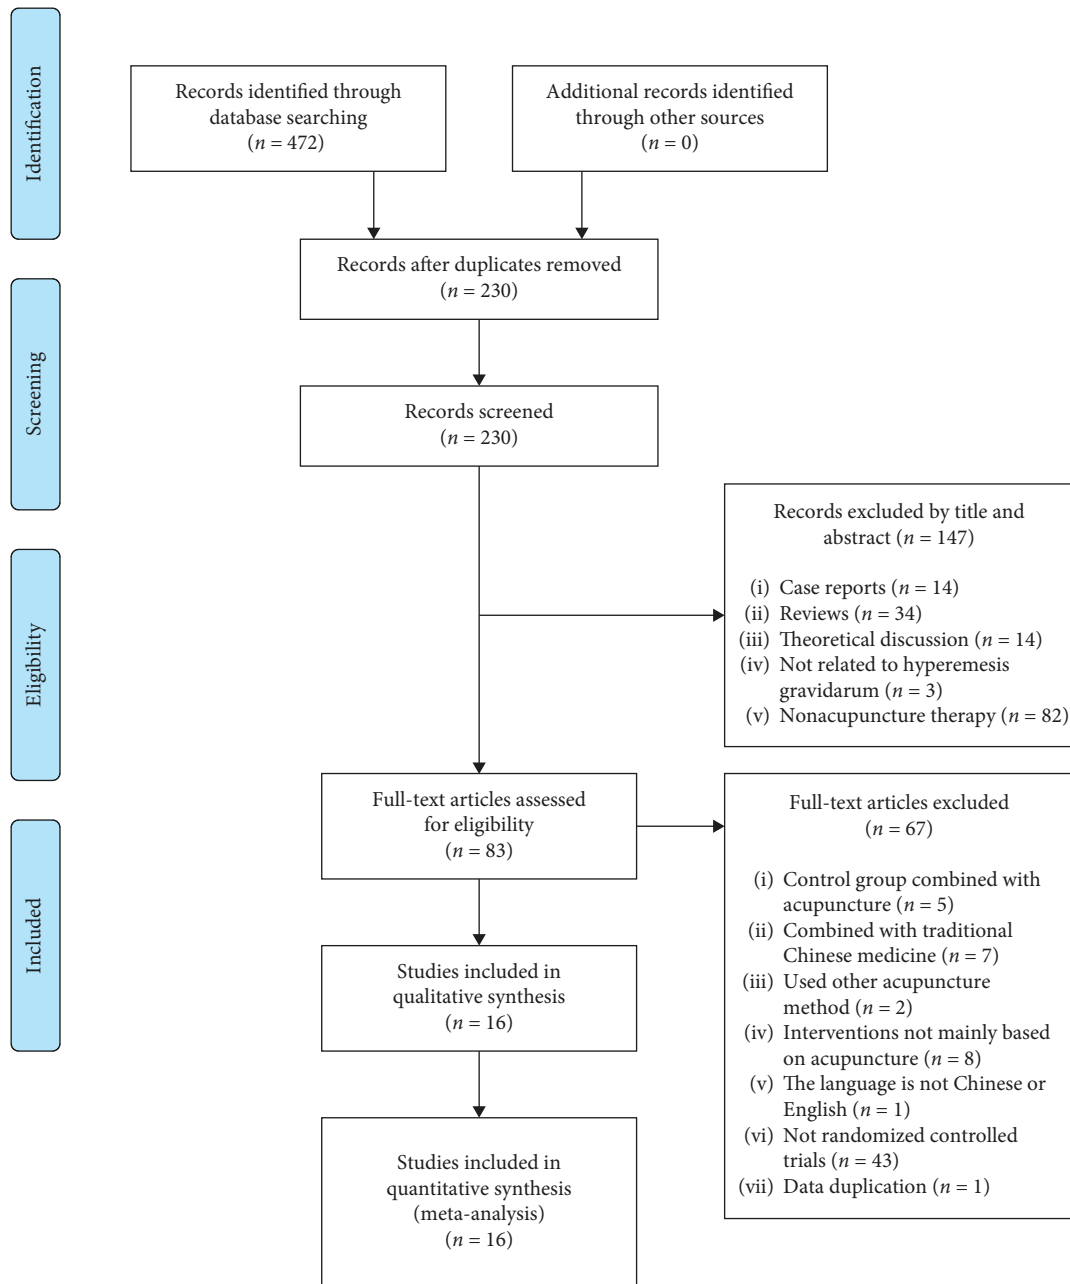 Identification
Screening
Eligibility
Included
Records identified through
database searching
(n = 472)
Additional records identified
through other sources
(n = 0)
Records after duplicates removed
(n = 230)
Records screened
(n = 230)
Records excluded by title and
abstract (n = 147)
(i) Case reports (n = 14)
(ii) Reviews (n = 34)
(iii) Theoretical discussion (n = 14)
(iv) Not related to hyperemesis
gravidarum (n = 3)
(v) Nonacupuncture therapy (n = 82)
Full-text articles assessed
for eligibility
(n = 83)
Full-text articles excluded
(n = 67)
(i) Control group combined with
acupuncture (n = 5)
(ii) Combined with traditional
Chinese medicine (n = 7)
(iii) Used other acupuncture
method (n = 2)
(iv) Interventions not mainly based
on acupuncture (n = 8)
(v) The language is not Chinese or
English (n = 1)
(vi) Not randomized controlled
trials (n = 43)
(vii) Data duplication (n = 1)
Studies included in
qualitative synthesis
(n = 16)
Studies included in
quantitative synthesis
(meta-analysis)
(n = 16)